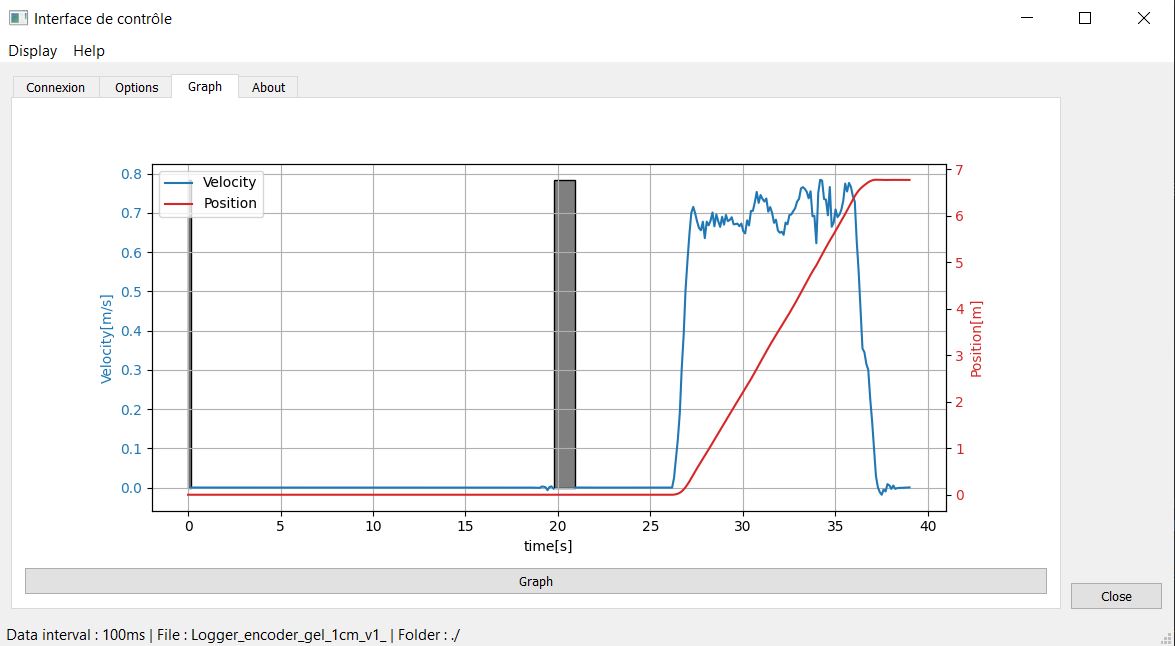 Interface de contrôle
Display Help
Connexion Options Graph About
Velocity
Position
0.8
0.7
0.6
0.5
0.4
0.3
0.2
0.1
0.0
Velocity[m/s]
7
6
5
4
3
2
1
0
Position[m]
0 5 10 15 20 25 30 35 40
time[s]
Graph
Close
Data interval : 100ms | File : Logger_encoder_gel_1cm_v1_ | Folder : ./